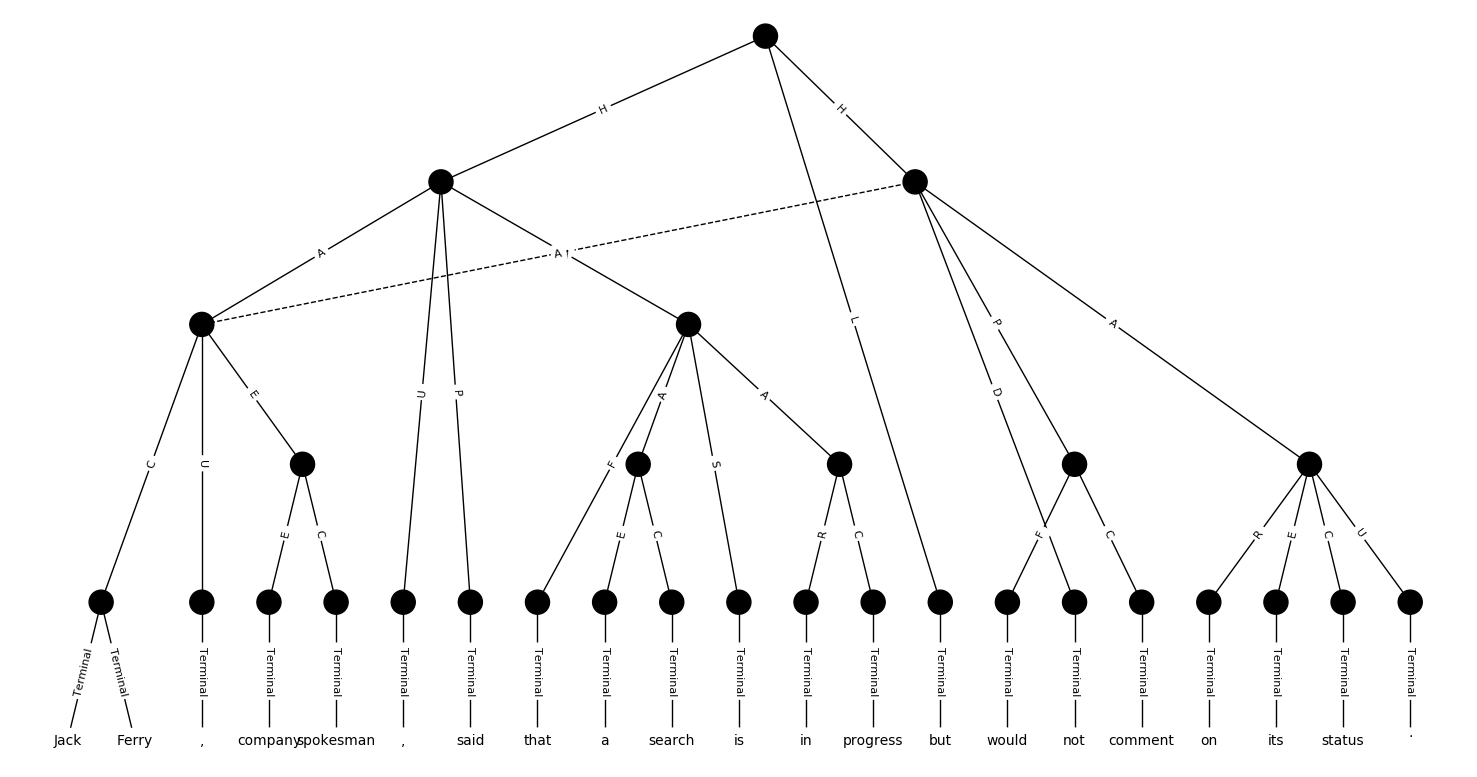 H H
A A P D A L
C U E U P F A S A P D A
E C E C R C F C R E C U
Terminal Terminal Terminal Terminal Terminal Terminal Terminal Terminal Terminal Terminal Terminal Terminal Terminal Terminal Terminal Terminal Terminal Terminal Terminal Terminal Terminal
Jack Ferry , company spokesman , said that a search is in progress but would not comment on its status .